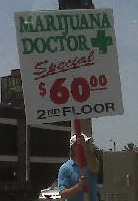 MARIJUANA
DOCTOR
Special
$60.00
2ND FLOOR